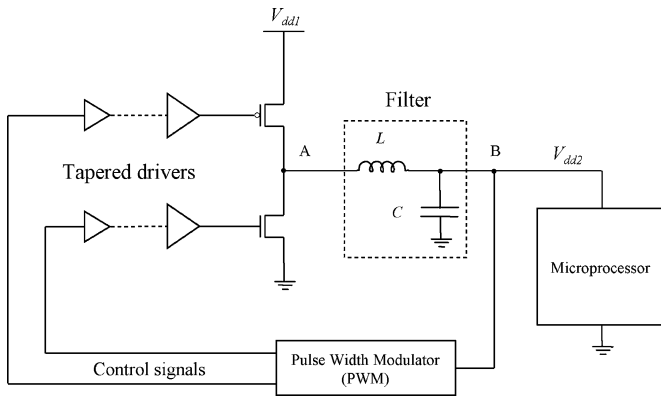 Vdd1
Filter
L
A
B
Vdd2
Tapered drivers
C
Microprocessor
Pulse Width Modulator
(PWM)
Control signals